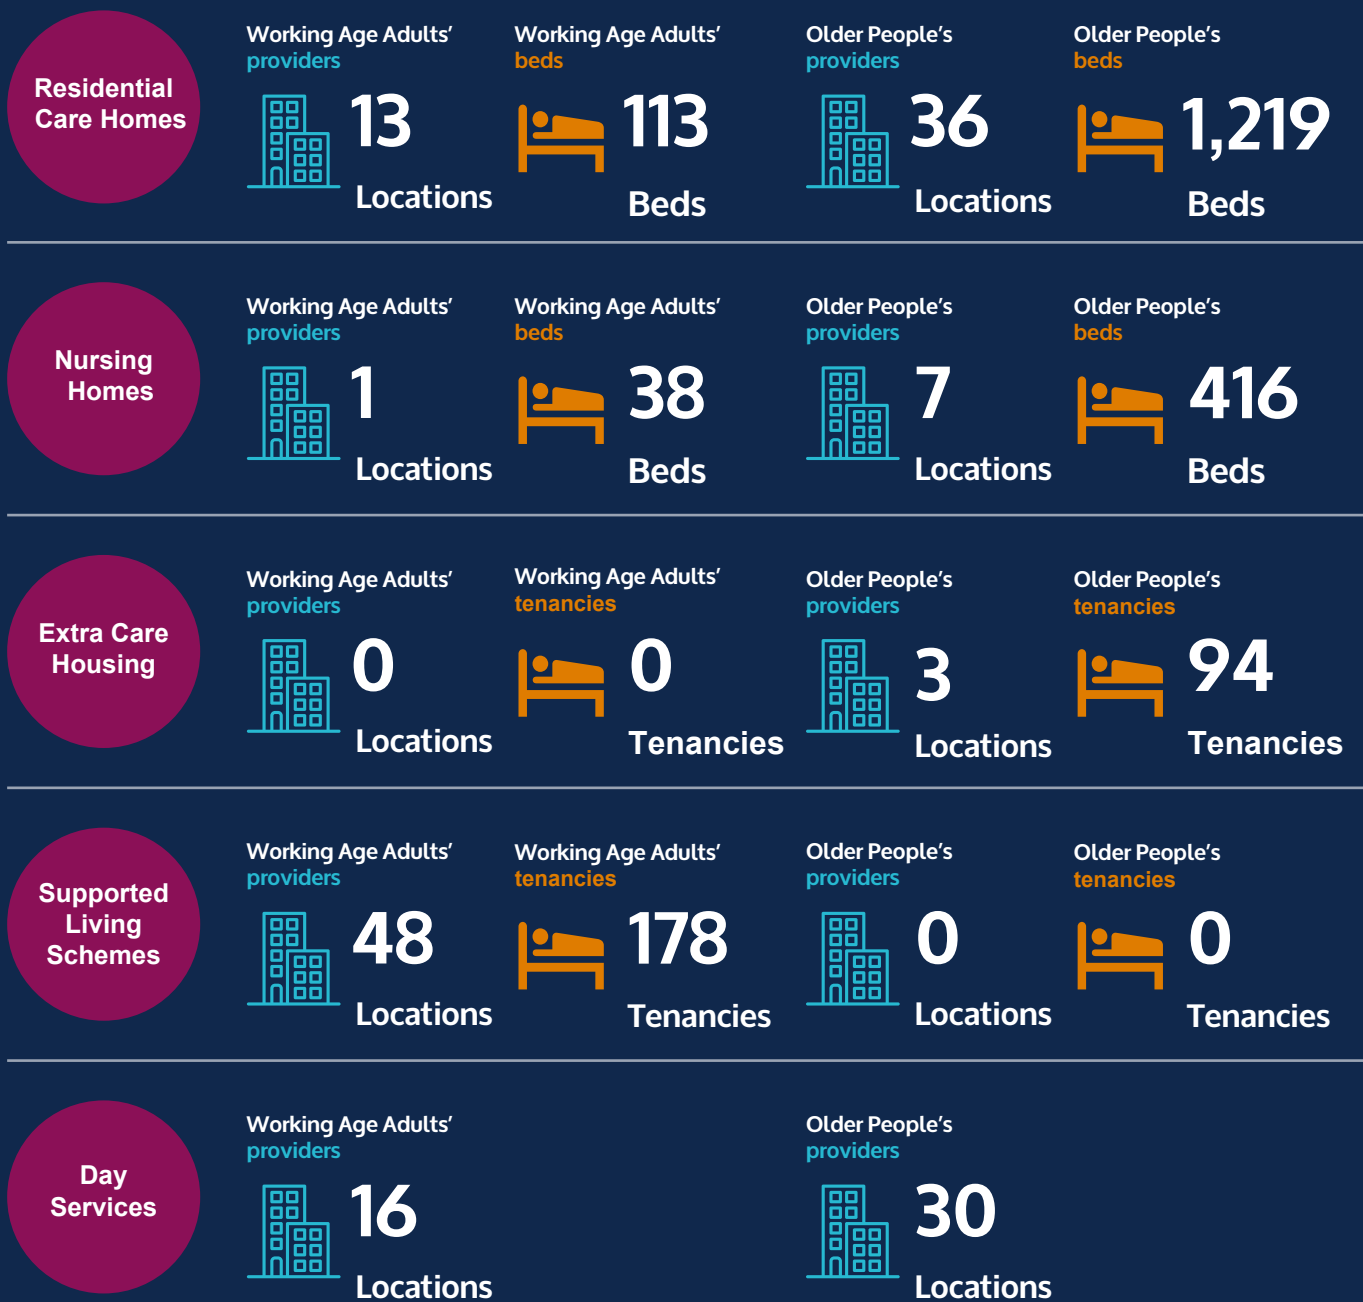 Residential
Care Homes
Working Age Adults’
providers
13
Locations
Working Age Adults’
beds
113
Beds
Older People’s
providers
36
Locations
Older People’s
beds
1,219
Beds
Nursing
Homes
Working Age Adults’
providers
1
Locations
Working Age Adults’
beds
38
Beds
Older People’s
providers
7
Locations
Older People’s
beds
416
Beds
Extra Care
Housing
Working Age Adults’
providers
0
Locations
Working Age Adults’
tenancies
0
Tenancies
Older People’s
providers
3
Locations
Older People’s
tenancies
94
Tenancies
Supported
Living
Schemes
Working Age Adults’
providers
48
Locations
Working Age Adults’
tenancies
178
Tenancies
Older People’s
providers
0
Locations
Older People’s
tenancies
0
Tenancies
Day
Services
Working Age Adults’
providers
16
Locations
Older People’s
providers
30
Locations